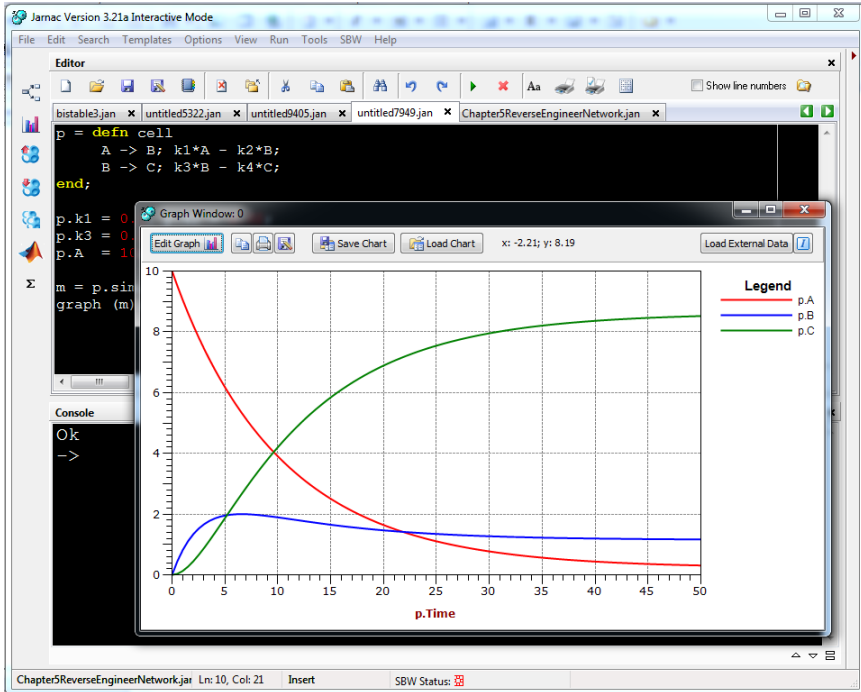 Jarnac Version 3.21a Interactive Mode
File Edit Search Templates Options View Run Tools SBW Help
Editor
Aa Show line numbers
bistable3.jan untitled5322.jan untitled9405.jan untitled7949.jan Chapter5ReverseEngineerNetwork.jan
p = defn cell
A -> B; k1*A - k2*B;
B -> C; k3*B - k4*C;
end;
p.k1 = 0.
p.k3 = 0.
p.A = 10
m = p.sim
graph (m)
Σ
Console
Ok
->
Graph Window: 0
Edit Graph Save Chart Load Chart x: -2.21; y: 8.19 Load External Data
10
8
6
4
2
0
0 5 10 15 20 25 30 35 40 45 50
p.Time
Legend
p.A
p.B
p.C
Chapter5ReverseEngineerNetwork.jan Ln: 10, Col: 21 Insert SBW Status: